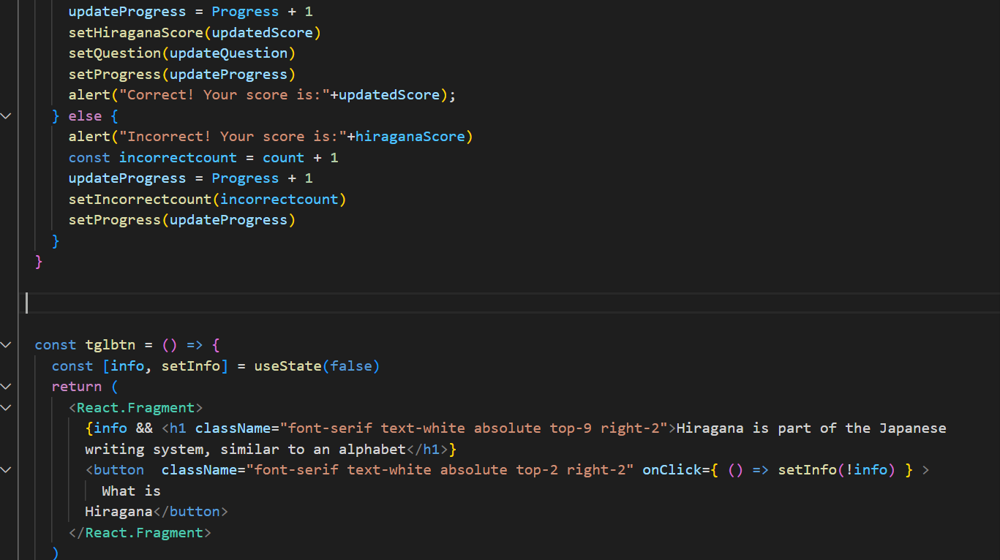 updateProgress = Progress + 1
setHiraganaScore(updatedScore)
setQuestion(updateQuestion)
setProgress(updateProgress)
alert("Correct! Your score is:"+updatedScore);
} else {
alert("Incorrect! Your score is:"+hiraganaScore)
const incorrectcount = count + 1
updateProgress = Progress + 1
setIncorrectcount(incorrectcount)
setProgress(updateProgress)
}
}
const tglbtn = () => {
const [info, setInfo] = useState(false)
return (
<React.Fragment>
{info && <h1 className="font-serif text-white absolute top-9 right-2">Hiragana is part of the Japanese
writing system, similar to an alphabet</h1>}
<button  className="font-serif text-white absolute top-2 right-2" onClick={ () => setInfo(!info) } >
What is
Hiragana</button>
</React.Fragment>
)